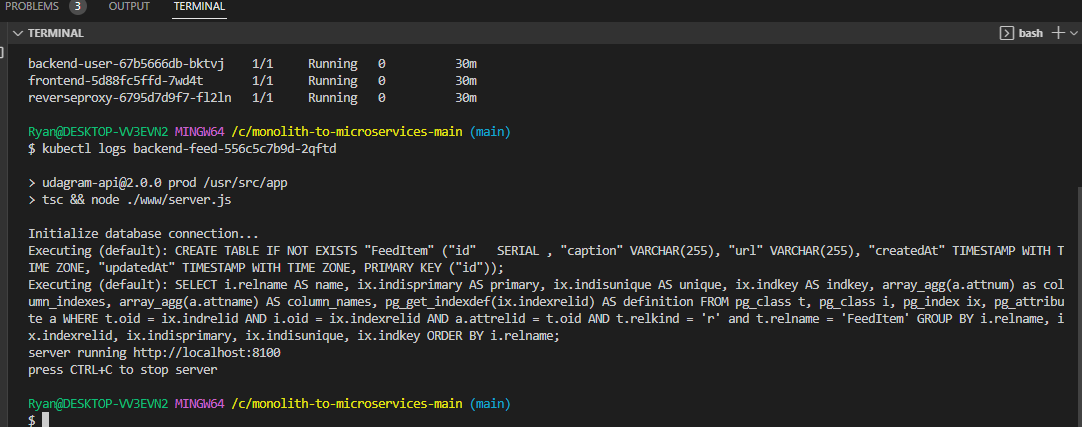 PROBLEMS 3 OUTPUT TERMINAL
TERMINAL bash
backend-user-67b5666db-bktvj 1/1 Running 0 30m
frontend-5d88fc5ffd-7wd4t 1/1 Running 0 30m
reverseproxy-6795d7d9f7-fl2ln 1/1 Running 0 30m
Ryan@DESKTOP-VV3EVN2 MINGW64 /c/monolith-to-microservices-main (main)
$ kubectl logs backend-feed-556c5c7b9d-2qftd
> udagram-api@2.0.0 prod /usr/src/app
> tsc && node ./www/server.js
Initialize database connection...
Executing (default): CREATE TABLE IF NOT EXISTS "FeedItem" ("id" SERIAL , "caption" VARCHAR(255), "url" VARCHAR(255), "createdAt" TIMESTAMP WITH T
IME ZONE, "updatedAt" TIMESTAMP WITH TIME ZONE, PRIMARY KEY ("id"));
Executing (default): SELECT i.relname AS name, ix.indisprimary AS primary, ix.indisunique AS unique, ix.indkey AS indkey, array_agg(a.attnum) as col
umn_indexes, array_agg(a.attname) AS column_names, pg_get_indexdef(ix.indexrelid) AS definition FROM pg_class t, pg_class i, pg_index ix, pg_attribu
te a WHERE t.oid = ix.indrelid AND i.oid = ix.indexrelid AND a.attrelid = t.oid AND t.relkind = 'r' and t.relname = 'FeedItem' GROUP BY i.relname, i
x.indexrelid, ix.indisprimary, ix.indisunique, ix.indkey ORDER BY i.relname;
server running http://localhost:8100
press CTRL+C to stop server
Ryan@DESKTOP-VV3EVN2 MINGW64 /c/monolith-to-microservices-main (main)
$